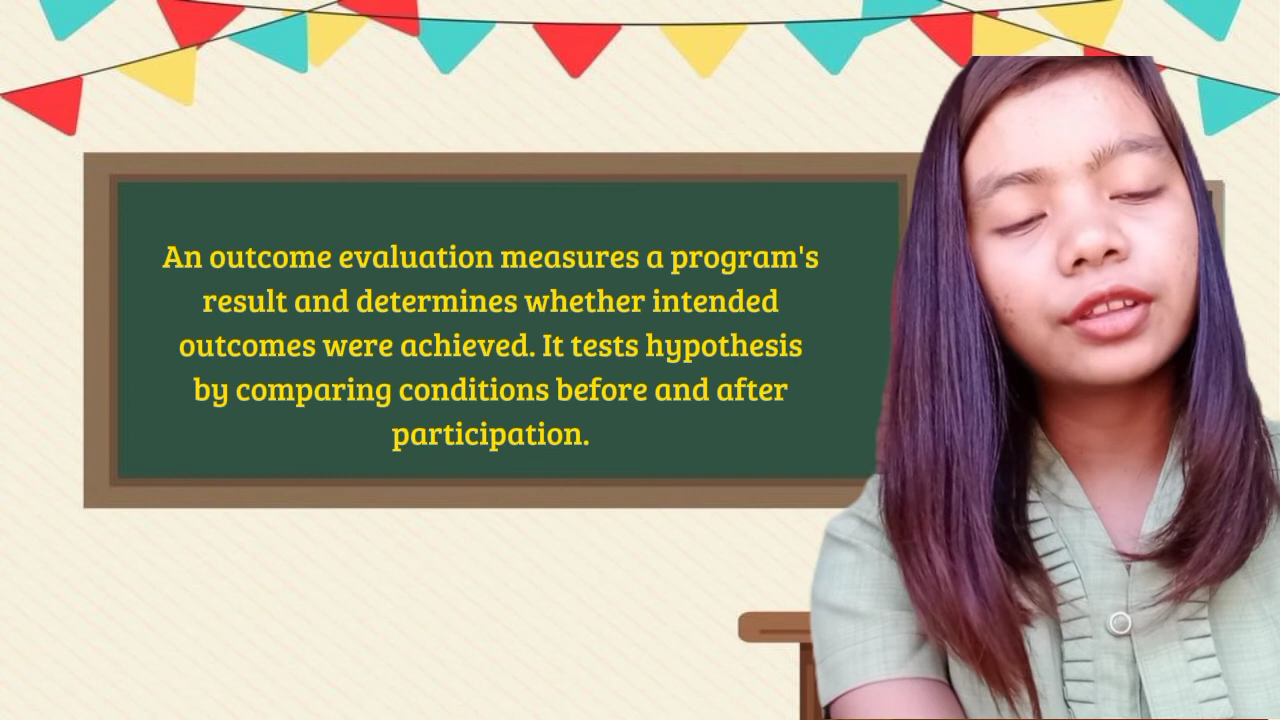 An outcome evaluation measures a program's
result and determines whether intended
outcomes were achieved. It tests hypothesis
by comparing conditions before and after
participation.